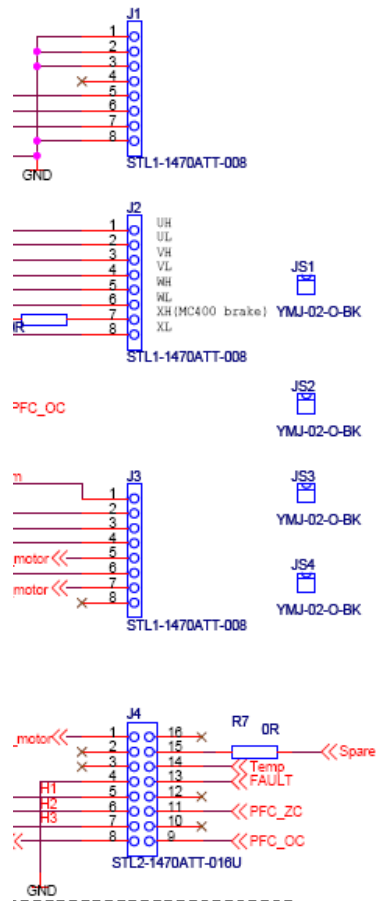 J1
1
2
3
4
5
6
7
8
STL1-1470ATT-008
GND
J2
1 UH
2 UL
3 VH
4 VL
5 WH
6 WL
7 XH(MC400 brake)
8 XL
STL1-1470ATT-008
JS1
YMJ-02-O-BK
PFC_OC
JS2
YMJ-02-O-BK
J3
1
2
3
4
_motor 5
6
motor 7
8
STL1-1470ATT-008
JS3
YMJ-02-O-BK
JS4
YMJ-02-O-BK
J4
R7 0R
_motor 1 16
2 15 Spare
3 14 Temp
4 13 FAULT
H1 5 12
H2 6 11 PFC_ZC
H3 7 10
8 9 PFC_OC
STL2-1470ATT-016U
GND